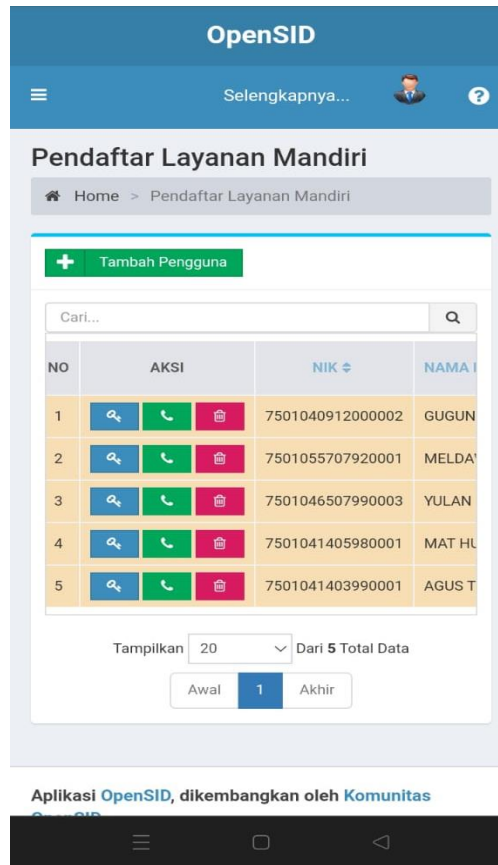 OpenSID
Selengkapnya...
Pendaftar Layanan Mandiri
Home > Pendaftar Layanan Mandiri
Tambah Pengguna
Cari...
NO AKSI NIK NAMA
1 7501040912000002 GUGUN
2 7501055707920001 MELDA
3 7501046507990003 YULAN
4 7501041405980001 MAT HU
5 7501041403990001 AGUS T
Tampilkan 20 Dari 5 Total Data
Awal 1 Akhir
Aplikasi OpenSID, dikembangkan oleh Komunitas
OpenSID